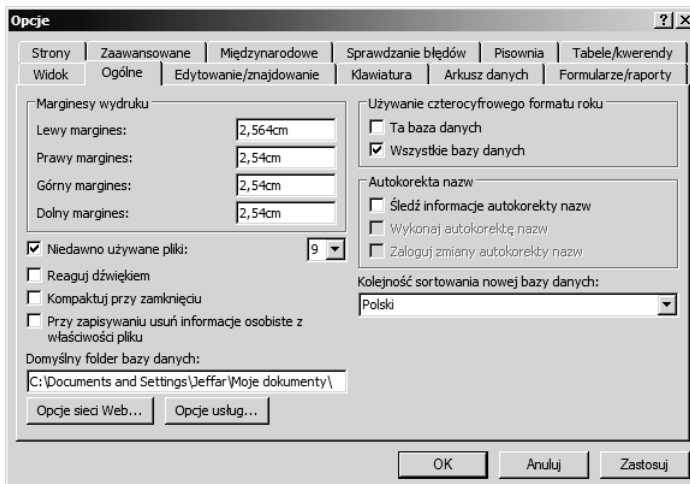 Opcje
Strony Zaawansowane Międzynarodowe Sprawdzanie błędów Pisownia Tabele/kwerendy
Widok Ogólne Edytowanie/znajdowanie Klawiatura Arkusz danych Formularze/raporty
Marginesy wydruku
Lewy margines: 2,564cm
Prawy margines: 2,54cm
Górny margines: 2,54cm
Dolny margines: 2,54cm
Niedawno używane pliki: 9
Reaguj dźwiękiem
Kompaktuj przy zamknięciu
Przy zapisywaniu usuń informacje osobiste z
właściwości pliku
Domyślny folder bazy danych:
C:\Documents and Settings\Jeffar\Moje dokumenty\
Opcje sieci Web... Opcje usług...
Używanie czterocyfrowego formatu roku
Ta baza danych
Wszystkie bazy danych
Autokorekta nazw
Śledź informacje autokorekty nazw
Wykonaj autokorektę nazw
Zaloguj zmiany autokorekty nazw
Kolejność sortowania nowej bazy danych:
Polski
OK Anuluj Zastosuj